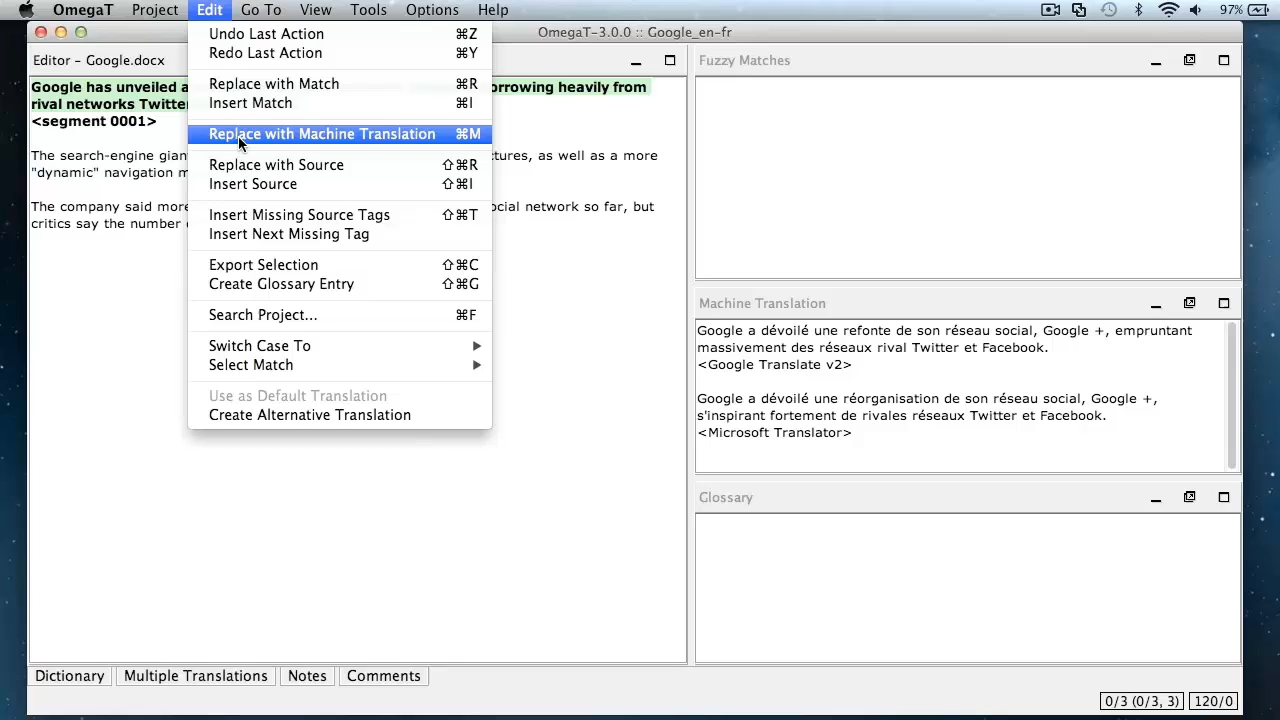 OmegaT Project Edit Go To View Tools Options Help 97%
OmegaT-3.0.0 :: Google_en-fr
Editor - Google.docx
Google has unveiled a
orrowing heavily from
rival networks Twitte
<segment 0001>
The search-engine gian
tures, as well as a more
"dynamic" navigation m
The company said more
ocial network so far, but
critics say the number
Undo Last Action ⌘Z
Redo Last Action ⌘Y
Replace with Match ⌘R
Insert Match ⌘I
Replace with Machine Translation ⌘M
Replace with Source ⇧⌘R
Insert Source ⇧⌘I
Insert Missing Source Tags ⇧⌘T
Insert Next Missing Tag
Export Selection ⇧⌘C
Create Glossary Entry ⇧⌘G
Search Project... ⌘F
Switch Case To
Select Match
Use as Default Translation
Create Alternative Translation
Fuzzy Matches
Machine Translation
Google a dévoilé une refonte de son réseau social, Google +, empruntant
massivement des réseaux rival Twitter et Facebook.
<Google Translate v2>
Google a dévoilé une réorganisation de son réseau social, Google +,
s'inspirant fortement de rivales réseaux Twitter et Facebook.
<Microsoft Translator>
Glossary
Dictionary Multiple Translations Notes Comments
0/3 (0/3, 3) 120/0